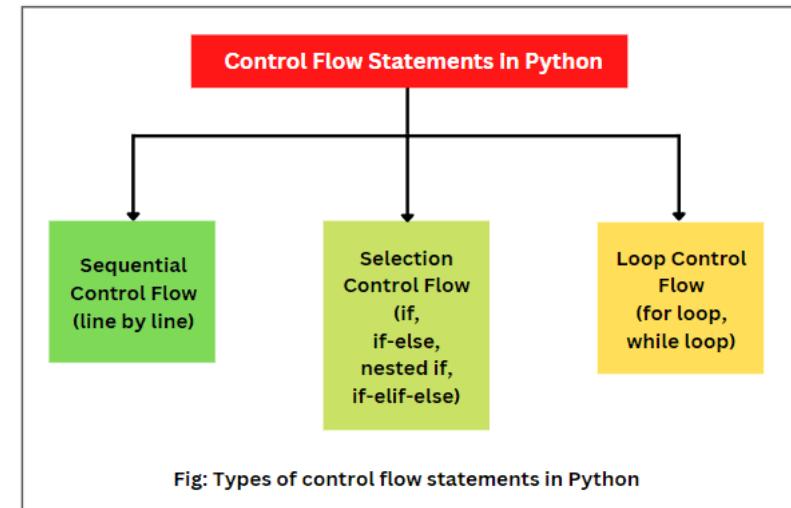 Control Flow Statements in Python
Sequential
Control Flow
(line by line)
Selection
Control Flow
(if,
if-else,
nested if,
if-elif-else)
Loop Control
Flow
(for loop,
while loop)
Fig: Types of control flow statements in Python